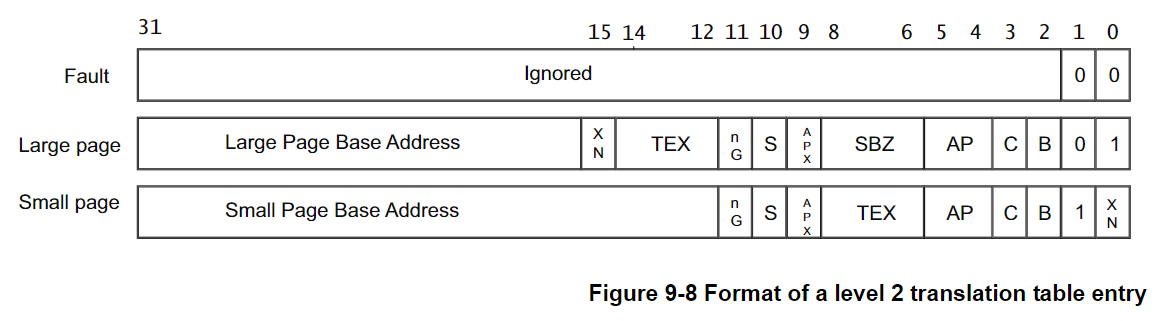 31 15 14 12 11 10 9 8 6 5 4 3 2 1 0
Fault Ignored 0 0
Large page Large Page Base Address XN TEX nG S APX SBZ AP C B 0 1
Small page Small Page Base Address nG S APX TEX AP C B 1 XN
Figure 9-8 Format of a level 2 translation table entry